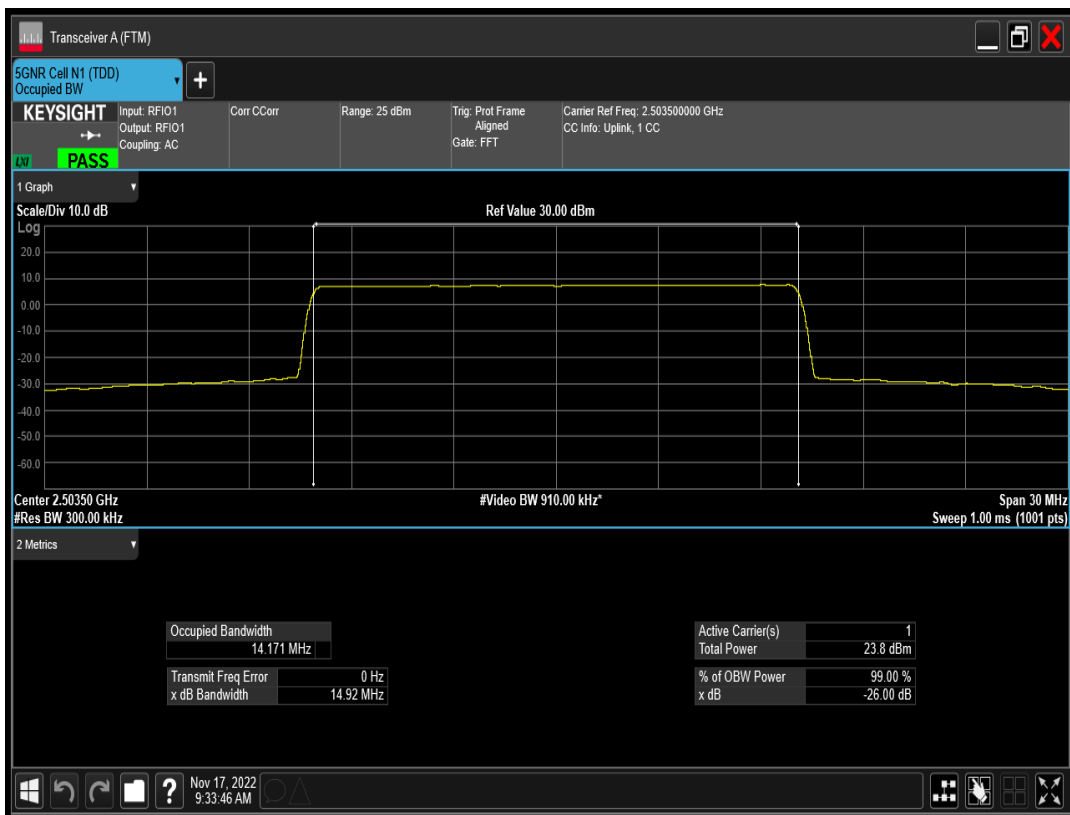 Transceiver A (FTM)
5GNR Cell N1 (TDD)
Occupied BW
+
KEYSIGHT
LXI
PASS
Input: RFIO1
Output: RFIO1
Coupling: AC
Corr CCorr
Range: 25 dBm
Trig: Prot Frame
Aligned
Gate: FFT
Carrier Ref Freq: 2.503500000 GHz
CC Info: Uplink, 1 CC
1 Graph
Scale/Div 10.0 dB
Ref Value 30.00 dBm
Log
20.0
10.0
0.00
-10.0
-20.0
-30.0
-40.0
-50.0
-60.0
Center 2.50350 GHz
#Video BW 910.00 kHz*
Span 30 MHz
#Res BW 300.00 kHz
Sweep 1.00 ms (1001 pts)
2 Metrics
Occupied Bandwidth
14.171 MHz
Transmit Freq Error 0 Hz
x dB Bandwidth 14.92 MHz
Active Carrier(s) 1
Total Power 23.8 dBm
% of OBW Power 99.00 %
x dB -26.00 dB
?
Nov 17, 2022
9:33:46 AM